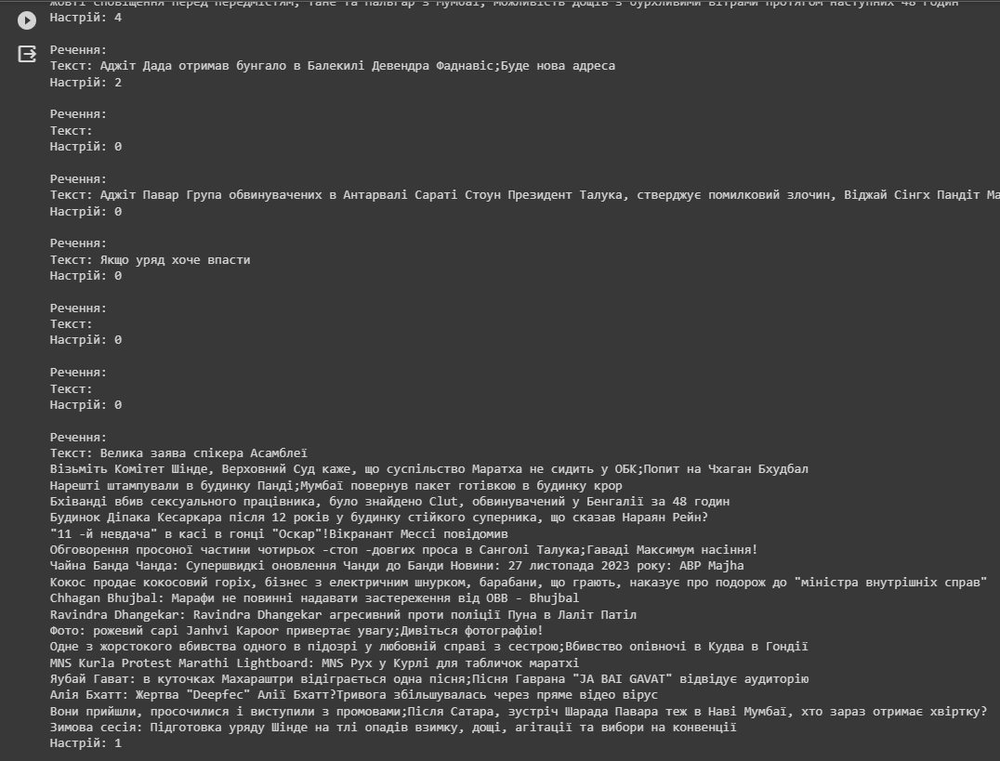 жовті сповіщення перед передмістям, Тане та Пальгар з Мумбаї, можливість дощів з бурхливими вітрами протягом наступних 48 годин
Настрій: 4
Речення:
Текст: Аджіт Дада отримав бунгало в Балекилі Девендра Фаднавіс;Буде нова адреса
Настрій: 2
Речення:
Текст:
Настрій: 0
Речення:
Текст: Аджіт Павар Група обвинувачених в Антарвалі Сараті Стоун Президент Талука, стверджує помилковий злочин, Віджай Сінгх Пандіт Ма
Настрій: 0
Речення:
Текст: Якщо уряд хоче впасти
Настрій: 0
Речення:
Текст:
Настрій: 0
Речення:
Текст:
Настрій: 0
Речення:
Текст: Велика заява спікера Асамблеї
Візьміть Комітет Шінде, Верховний Суд каже, що суспільство Маратха не сидить у ОБК;Попит на Чхаган Бхудбал
Нарешті штампували в будинку Панді;Мумбаї повернув пакет готівкою в будинку крор
Бхіванді вбив сексуального працівника, було знайдено Clut, обвинувачений у Бенгалії за 48 годин
Будинок Діпака Кесаркара після 12 років у будинку стійкого суперника, що сказав Нараян Рейн?
"11 -й невдача" в касі в гонці "Оскар"!Вікранант Мессі повідомив
Обговорення просоної частини чотирьох -стоп -довгих проса в Санголі Талука;Гаваді Максимум насіння!
Чайна Банда Чанда: Супершвидкі оновлення Чанди до Банди Новини: 27 листопада 2023 року: ABP Majha
Кокос продає кокосовий горіх, бізнес з електричним шнурком, барабани, що грають, наказує про подорож до "міністра внутрішніх справ"
Chhagan Bhujbal: Марафи не повинні надавати застереження від OBB - Bhujbal
Ravindra Dhangekar: Ravindra Dhangekar агресивний проти поліції Пуна в Лаліт Патіл
Фото: рожевий сарі Janhvi Kapoor привертає увагу;Дивіться фотографію!
Одне з жорстокого вбивства одного в підозрі у любовній справі з сестрою;Вбивство опівночі в Кудва в Гондії
MNS Kurla Protest Marathi Lightboard: MNS Рух у Курлі для табличок маратхі
Яубай Гават: в куточках Махараштри відіграється одна пісня;Пісня Гаврана "JA BAI GAVAT" відвідує аудиторію
Алія Бхатт: Жертва "Deepfec" Алії Бхатт?Тривога збільшувалась через пряме відео вірус
Вони прийшли, просочилися і виступили з промовами;Після Сатара, зустріч Шарада Павара теж в Наві Мумбаї, хто зараз отримає хвіртку?
Зимова сесія: Підготовка уряду Шінде на тлі опадів взимку, дощі, агітації та вибори на конвенції
Настрій: 1